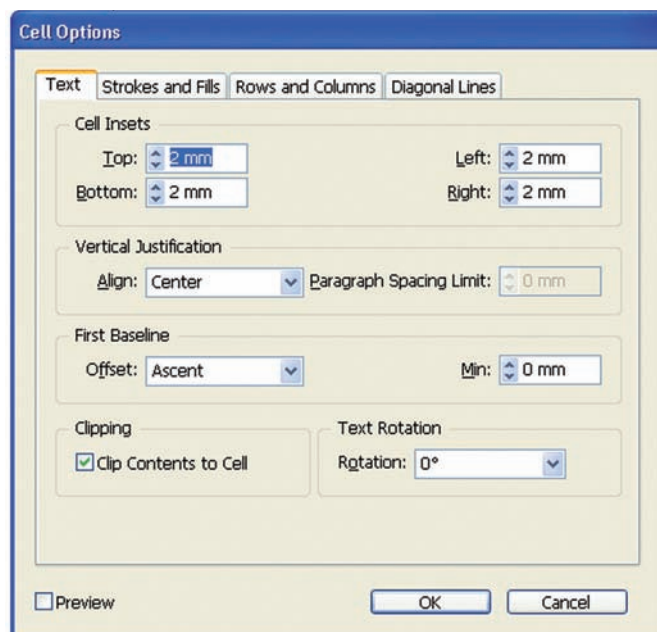 Cell Options
Text Strokes and Fills Rows and Columns Diagonal Lines
Cell Insets
Top: 2 mm Left: 2 mm
Bottom: 2 mm Right: 2 mm
Vertical Justification
Align: Center Paragraph Spacing Limit: 0 mm
First Baseline
Offset: Ascent Min: 0 mm
Clipping Text Rotation
Clip Contents to Cell Rotation: 0°
Preview OK Cancel